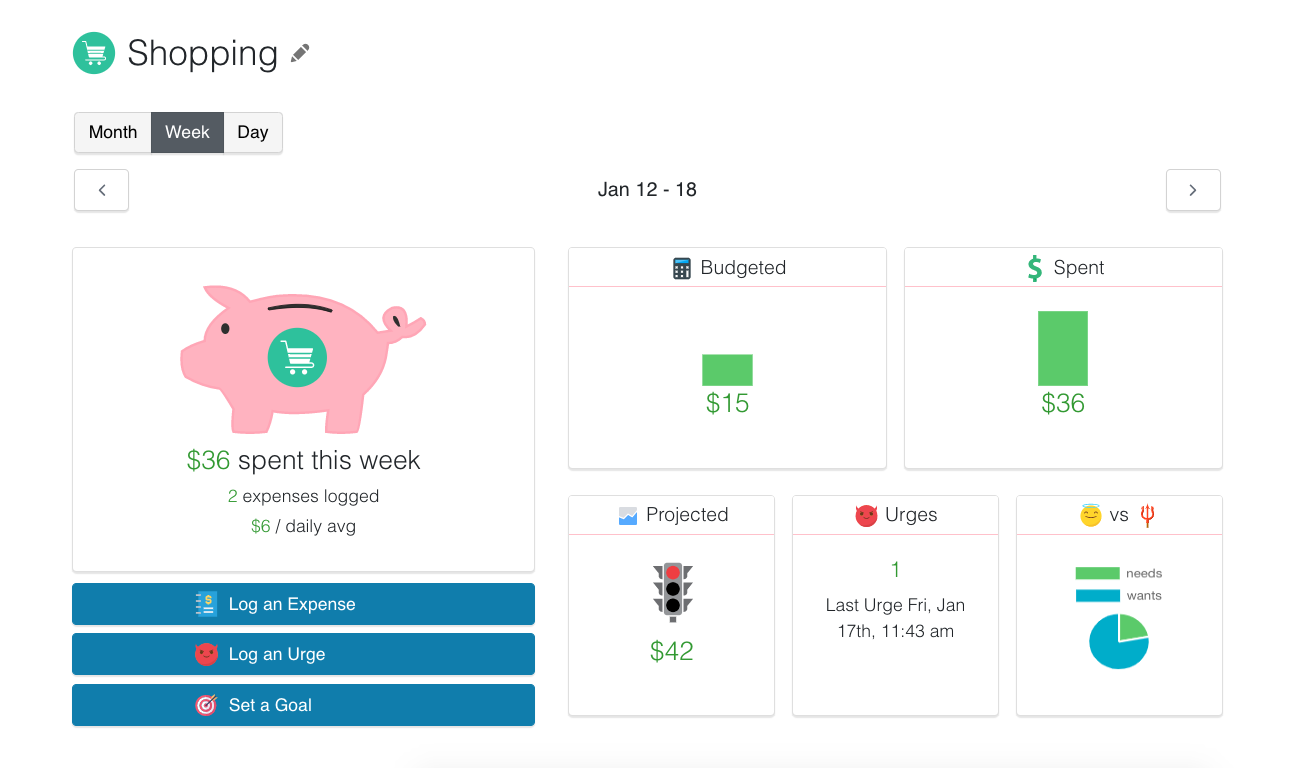 Shopping
Month Week Day
Jan 12 - 18
$36 spent this week
2 expenses logged
$6 / daily avg
Log an Expense
Log an Urge
Set a Goal
Budgeted
$15
Spent
$36
Projected
$42
Urges
1
Last Urge Fri, Jan
17th, 11:43 am
vs
needs
wants